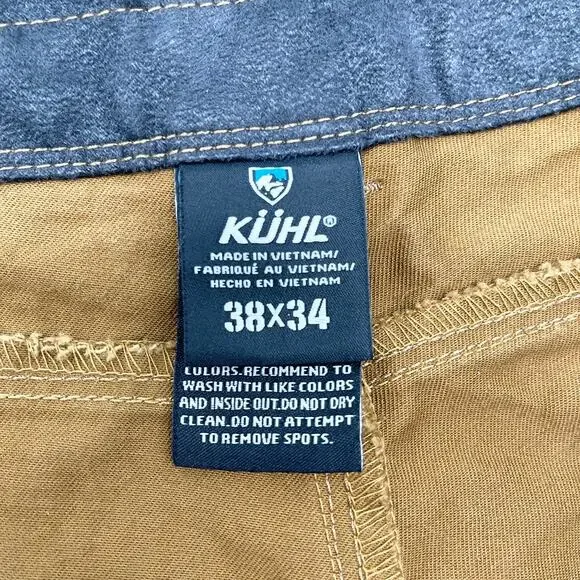 KÜHL®
MADE IN VIETNAM/
FABRIQUÉ AU VIETNAM/
HECHO EN VIETNAM
38X34
COLORS.RECOMMEND TO
WASH WITH LIKE COLORS
AND INSIDE OUT.DO NOT DRY
CLEAN.DO NOT ATTEMPT
TO REMOVE SPOTS.